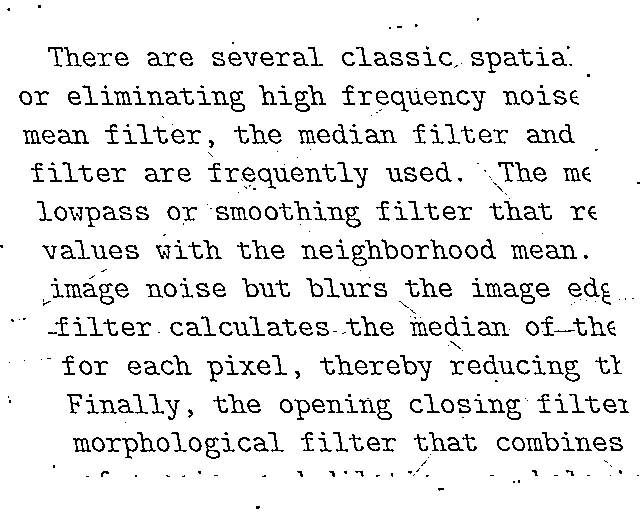 There are several classic spatia
or eliminating high frequency noise
mean filter, the median filter and
filter are frequently used. The me
lowpass or smoothing filter that re
values with the neighborhood mean.
image noise but blurs the image edg
filter calculates the median of the
for each pixel, thereby reducing th
Finally, the opening closing filter
morphological filter that combines